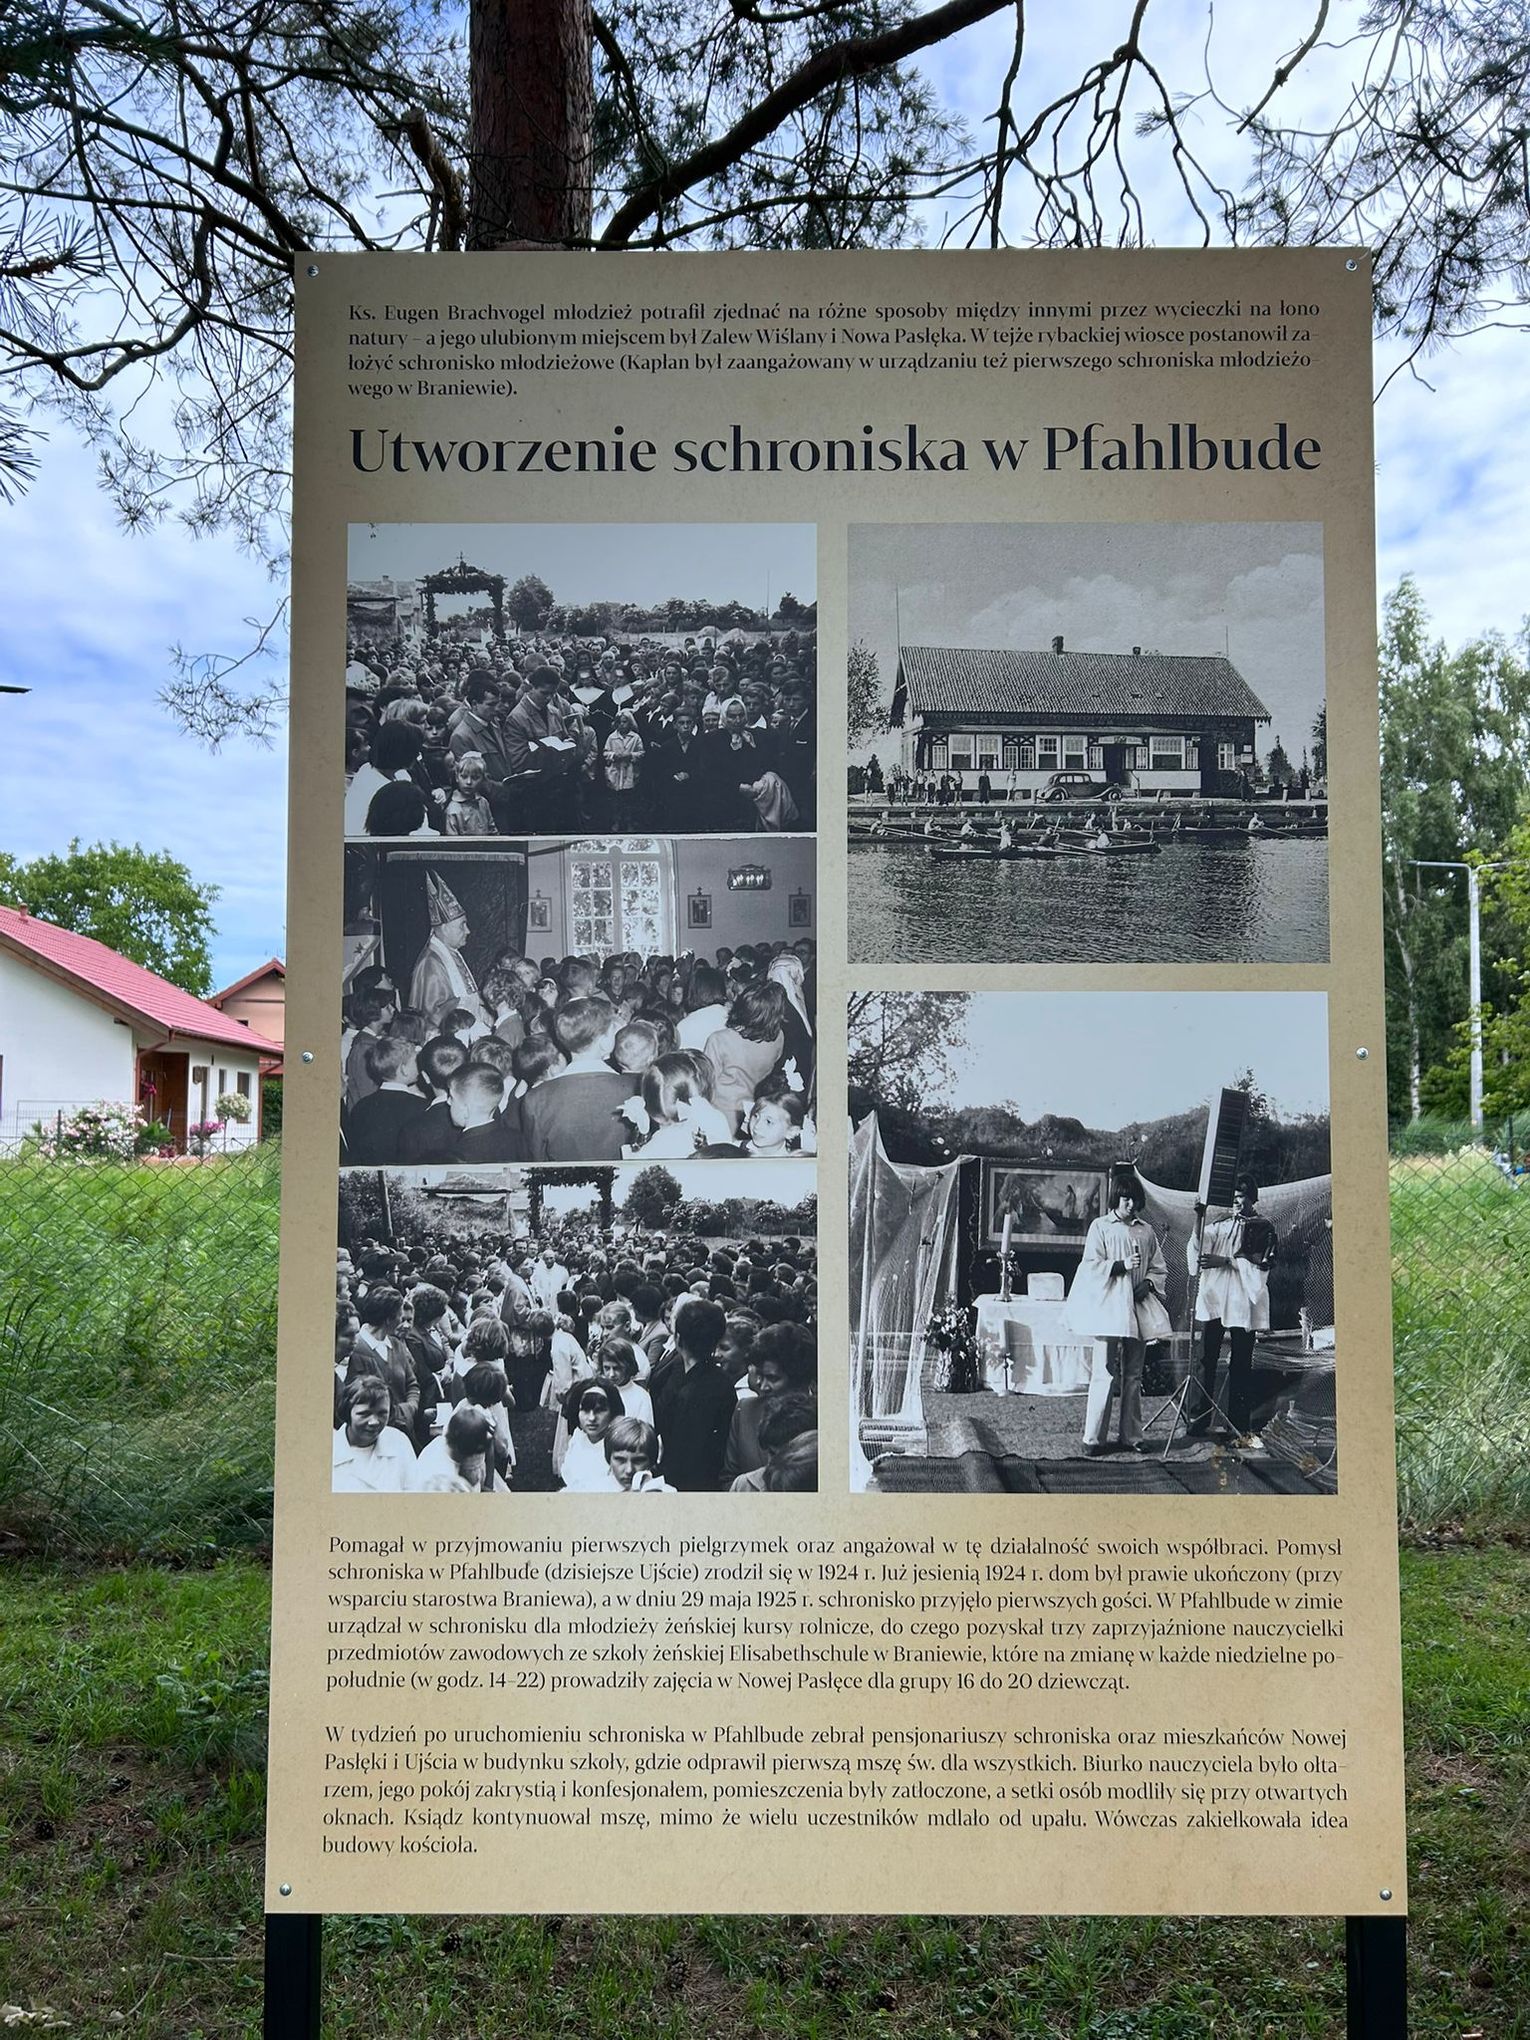 Ks. Eugen Brachvogel młodzież potrafił zjednać na różne sposoby między innymi przez wycieczki na łono
natury – a jego ulubionym miejscem był Zalew Wiślany i Nowa Pasłęka. W tejże rybackiej wiosce postanowił za-
łożyć schronisko młodzieżowe (Kapłan był zaangażowany w urządzaniu też pierwszego schroniska młodzieżo-
wego w Braniewie).
Utworzenie schroniska w Pfahlbude
Pomagał w przyjmowaniu pierwszych pielgrzymek oraz angażował w tę działalność swoich współbraci. Pomysł
schroniska w Pfahlbude (dzisiejsze Ujście) zrodził się w 1924 r. Już jesienią 1924 r. dom był prawie ukończony (przy
wsparciu starostwa Braniewa), a w dniu 29 maja 1925 r. schronisko przyjęło pierwszych gości. W Pfahlbude w zimie
urządzał w schronisku dla młodzieży żeńskiej kursy rolnicze, do czego pozyskał trzy zaprzyjaźnione nauczycielki
przedmiotów zawodowych ze szkoły żeńskiej Elisabethschule w Braniewie, które na zmianę w każde niedzielne po-
południe (w godz. 14–22) prowadziły zajęcia w Nowej Pasłęce dla grupy 16 do 20 dziewcząt.
W tydzień po uruchomieniu schroniska w Pfahlbude zebrał pensjonariuszy schroniska oraz mieszkańców Nowej
Pasłęki i Ujścia w budynku szkoły, gdzie odprawił pierwszą mszę św. dla wszystkich. Biurko nauczyciela było ołta-
rzem, jego pokój zakrystią i konfesjonałem, pomieszczenia były zatłoczone, a setki osób modliły się przy otwartych
oknach. Ksiądz kontynuował mszę, mimo że wielu uczestników mdlało od upału. Wówczas zakiełkowała idea
budowy kościoła.